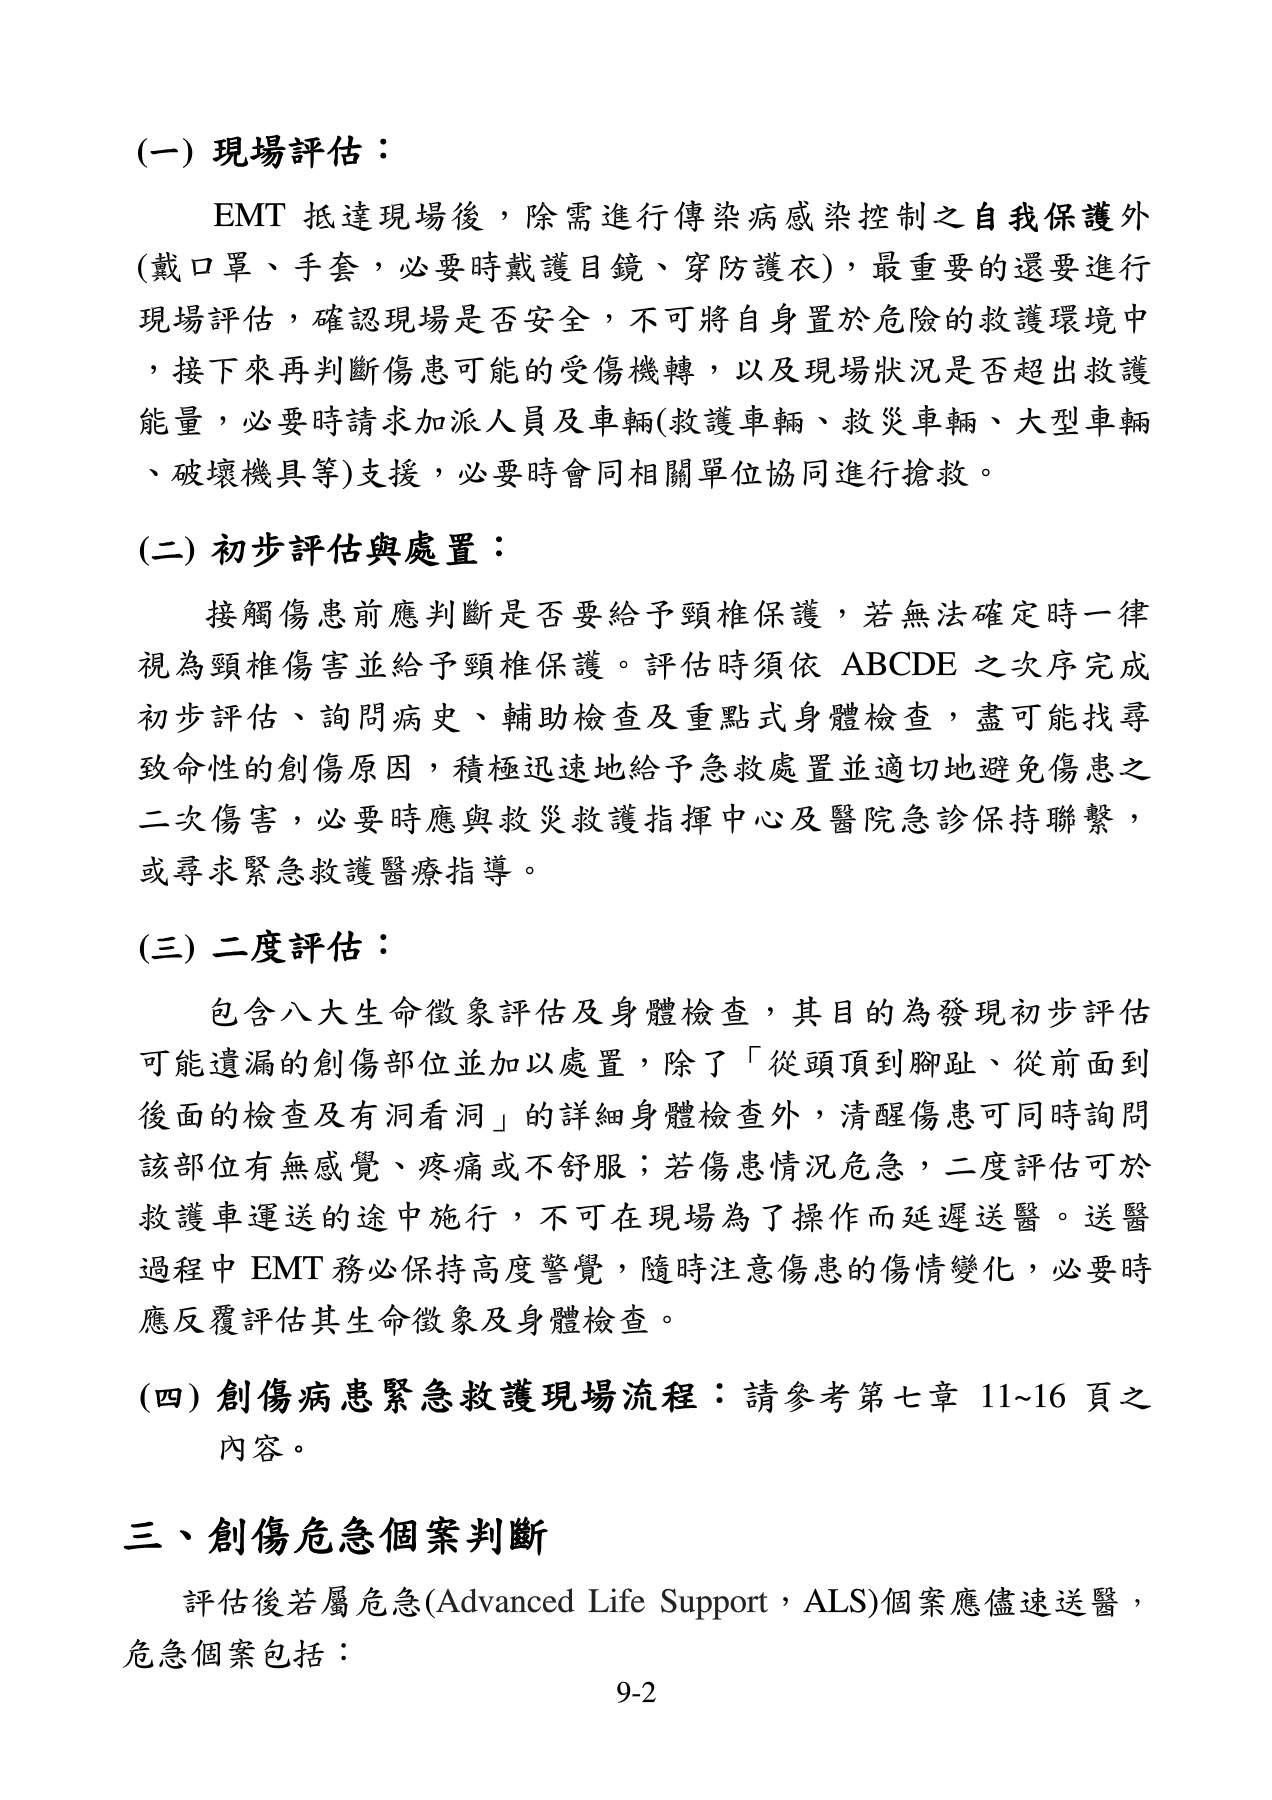 (一) 現場評估：
EMT 抵達現場後，除需進行傳染病感染控制之自我保護外
(戴口罩、手套，必要時戴護目鏡、穿防護衣)，最重要的還要進行
現場評估，確認現場是否安全，不可將自身置於危險的救護環境中
，接下來再判斷傷患可能的受傷機轉，以及現場狀況是否超出救護
能量，必要時請求加派人員及車輛(救護車輛、救災車輛、大型車輛
、破壞機具等)支援，必要時會同相關單位協同進行搶救。
(二) 初步評估與處置：
接觸傷患前應判斷是否要給予頸椎保護，若無法確定時一律
視為頸椎傷害並給予頸椎保護。評估時須依 ABCDE 之次序完成
初步評估、詢問病史、輔助檢查及重點式身體檢查，盡可能找尋
致命性的創傷原因，積極迅速地給予急救處置並適切地避免傷患之
二次傷害，必要時應與救災救護指揮中心及醫院急診保持聯繫，
或尋求緊急救護醫療指導。
(三) 二度評估：
包含八大生命徵象評估及身體檢查，其目的為發現初步評估
可能遺漏的創傷部位並加以處置，除了「從頭頂到腳趾、從前面到
後面的檢查及有洞看洞」的詳細身體檢查外，清醒傷患可同時詢問
該部位有無感覺、疼痛或不舒服；若傷患情況危急，二度評估可於
救護車運送的途中施行，不可在現場為了操作而延遲送醫。送醫
過程中 EMT 務必保持高度警覺，隨時注意傷患的傷情變化，必要時
應反覆評估其生命徵象及身體檢查。
(四) 創傷病患緊急救護現場流程：請參考第七章 11~16 頁之
內容。
三、創傷危急個案判斷
評估後若屬危急(Advanced Life Support，ALS)個案應儘速送醫，
危急個案包括：
9-2